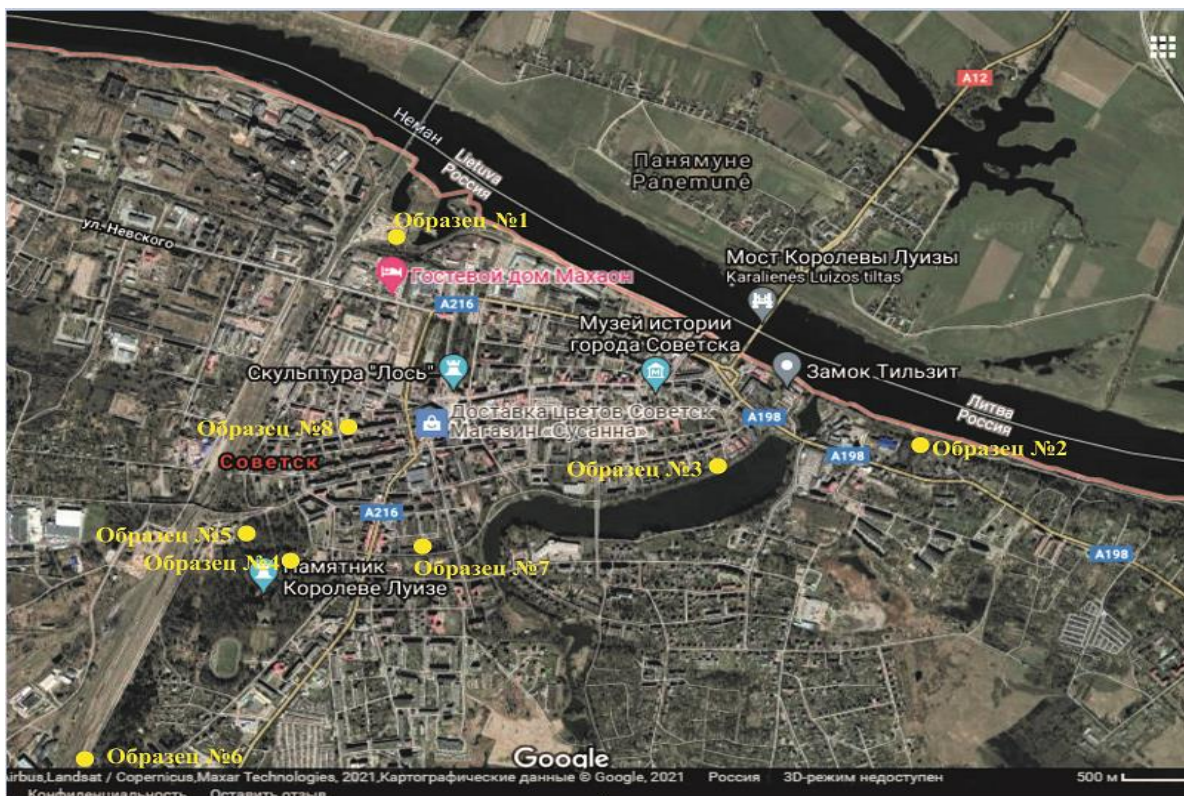 A12
Неман
Lietuva
РОССИЯ
Панямуне
Panemunė
Образец №1
ул. Невского
Гостевой дом Махаон
A216
Мост Королевы Луизы
Karalienės Luizos tiltas
Музей истории
города Советска
Скульптура "Лось"
Замок Тильзит
Доставка цветов Советск
Магазин «Сусанна»
A198
Литва
Россия
Образец №8
Советск
Образец №3
A198
Образец №2
A216
Образец №5
Образец №4
Памятник
Королеве Луизе
Образец №7
A198
Образец №6
Google
Airbus,Landsat / Copernicus,Maxar Technologies, 2021,Картографические данные © Google, 2021 Россия 3D-режим недоступен 500 м
Конфиденциальность Оставить отзыв